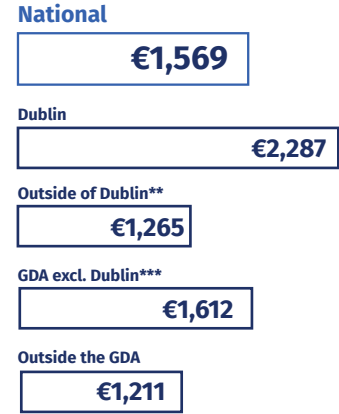 National
€1,569
Dublin
€2,287
Outside of Dublin**
€1,265
GDA excl. Dublin***
€1,612
Outside the GDA
€1,211